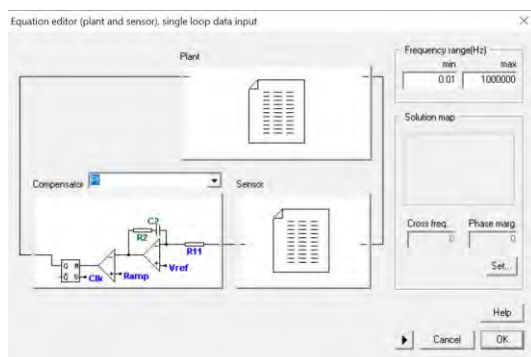 Equation editor (plant and sensor), single loop data input
Plant
Frequency range(Hz)
min max
0.01 1000000
Solution map
Compensator PI
Sensor
C2
R2
R11
Vref
Ramp
Clk
Q R
Q S
Cross freq. Phase marg.
0 0
Set...
Help
Cancel OK